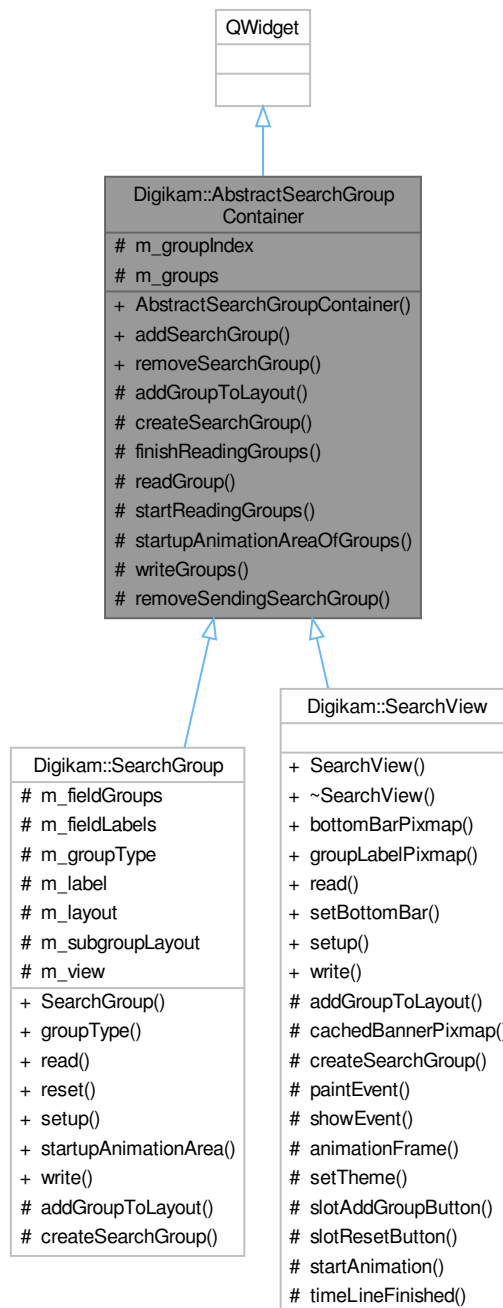 QWidget
Digikam::AbstractSearchGroup
Container
# m_groupIndex
# m_groups
+ AbstractSearchGroupContainer()
+ addSearchGroup()
+ removeSearchGroup()
# addGroupToLayout()
# createSearchGroup()
# finishReadingGroups()
# readGroup()
# startReadingGroups()
# startupAnimationAreaOfGroups()
# writeGroups()
# removeSendingSearchGroup()
Digikam::SearchGroup
# m_fieldGroups
# m_fieldLabels
# m_groupType
# m_label
# m_layout
# m_subgroupLayout
# m_view
+ SearchGroup()
+ groupType()
+ read()
+ reset()
+ setup()
+ startupAnimationArea()
+ write()
# addGroupToLayout()
# createSearchGroup()
Digikam::SearchView
+ SearchView()
+ ~SearchView()
+ bottomBarPixmap()
+ groupLabelPixmap()
+ read()
+ setBottomBar()
+ setup()
+ write()
# addGroupToLayout()
# cachedBannerPixmap()
# createSearchGroup()
# paintEvent()
# showEvent()
# animationFrame()
# setTheme()
# slotAddGroupButton()
# slotResetButton()
# startAnimation()
# timeLineFinished()